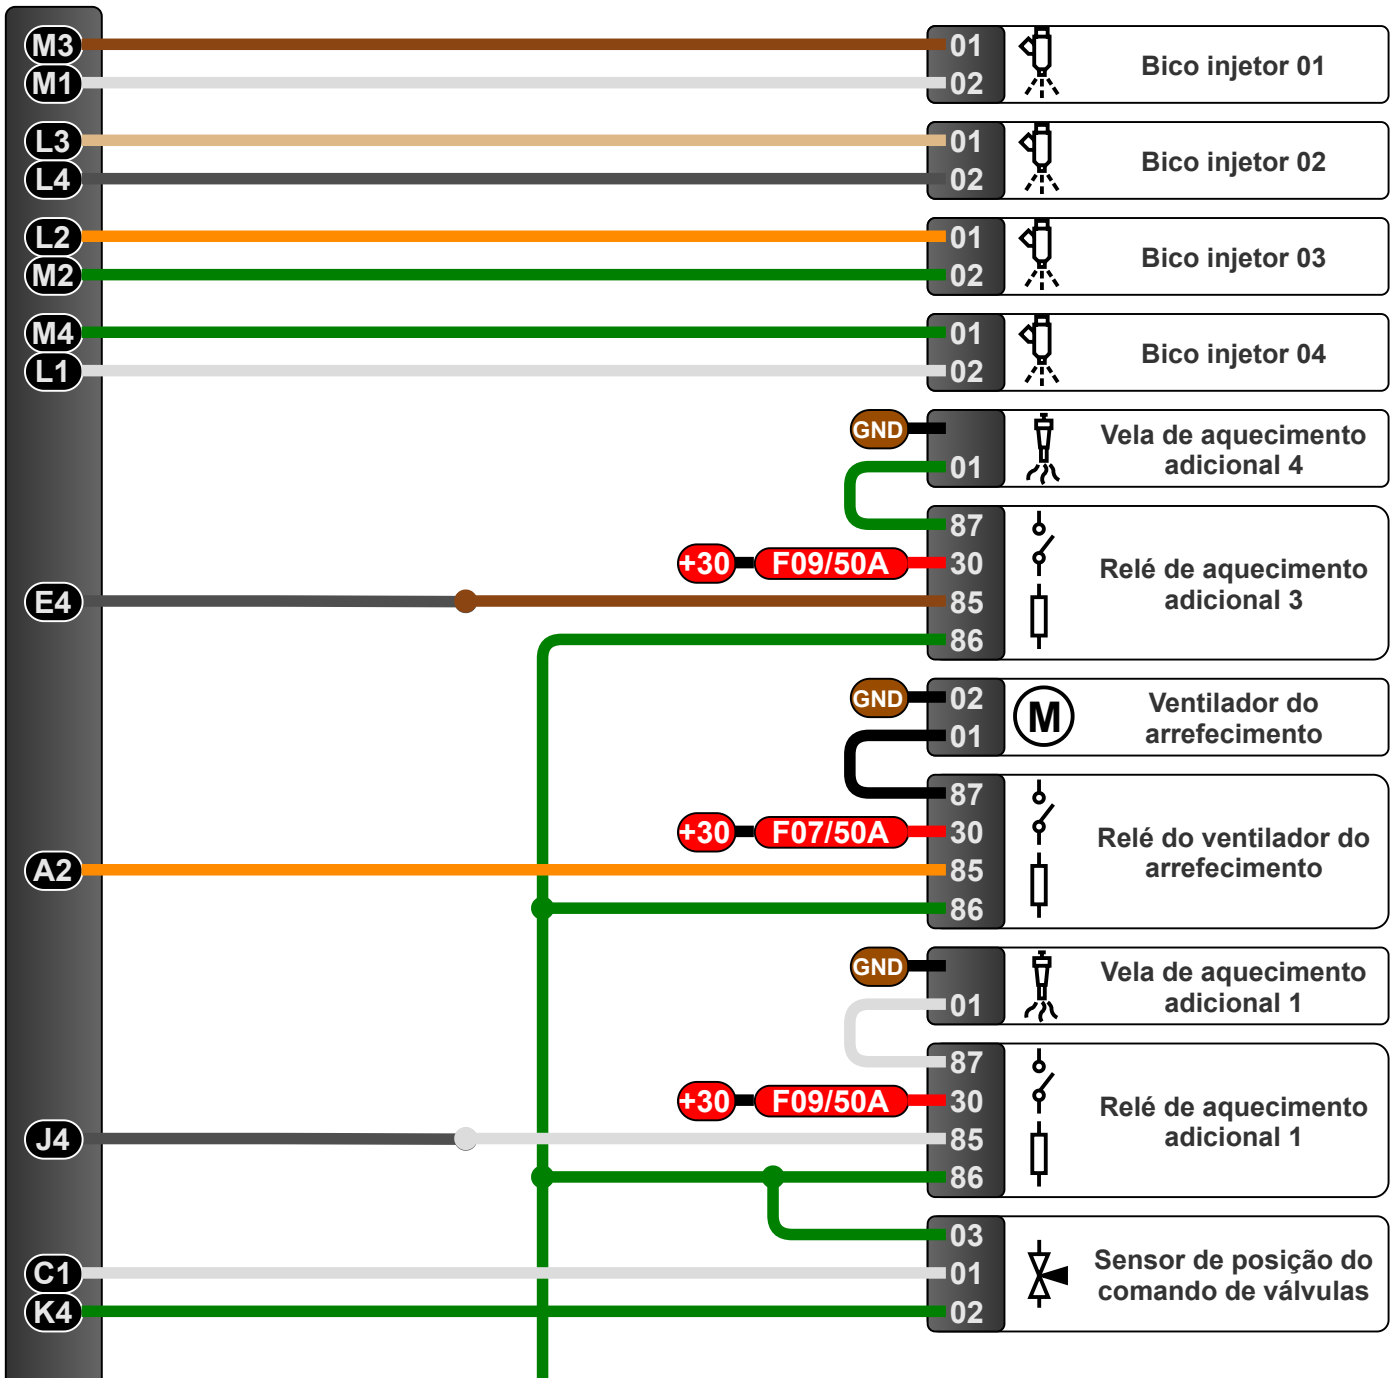 M3 01
Bico injetor 01
M1 02
L3 01
Bico injetor 02
L4 02
L2 01
Bico injetor 03
M2 02
M4 01
Bico injetor 04
L1 02
GND
Vela de aquecimento
adicional 4
01
87
+30 F09/50A 30
Relé de aquecimento
adicional 3
E4 85
86
GND 02
Ventilador do
arrefecimento
M
01
87
+30 F07/50A 30
Relé do ventilador do
arrefecimento
A2 85
86
GND
Vela de aquecimento
adicional 1
01
87
+30 F09/50A 30
Relé de aquecimento
adicional 1
J4 85
86
03
Sensor de posição do
comando de válvulas
C1 01
K4 02